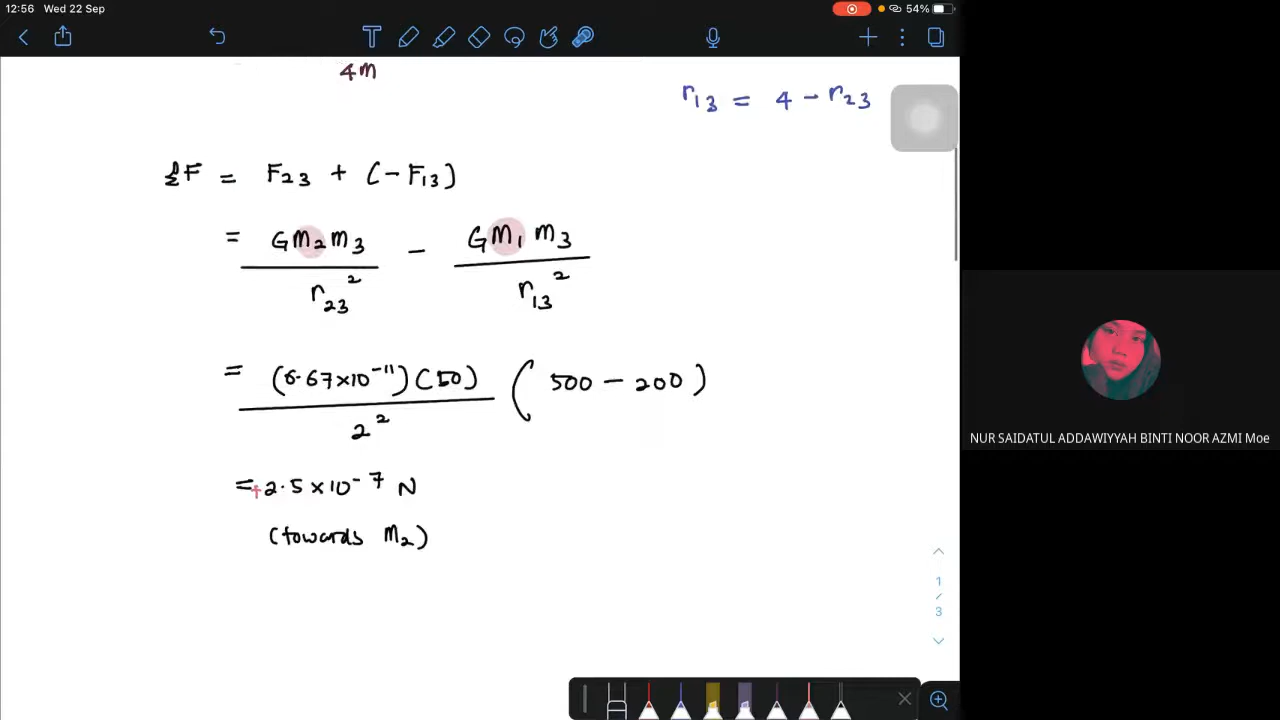 12:56 Wed 22 Sep
54%
4m
r₁₃ = 4 − r₂₃
ΣF = F₂₃ + (−F₁₃)
= Gm₂m₃ / r₂₃² − Gm₁m₃ / r₁₃²
= (6.67×10⁻¹¹)(50) / 2² (500 − 200)
= +2.5×10⁻⁷ N
(towards m₂)
NUR SAIDATUL ADDAWIYYAH BINTI NOOR AZMI Moe
1
/
3